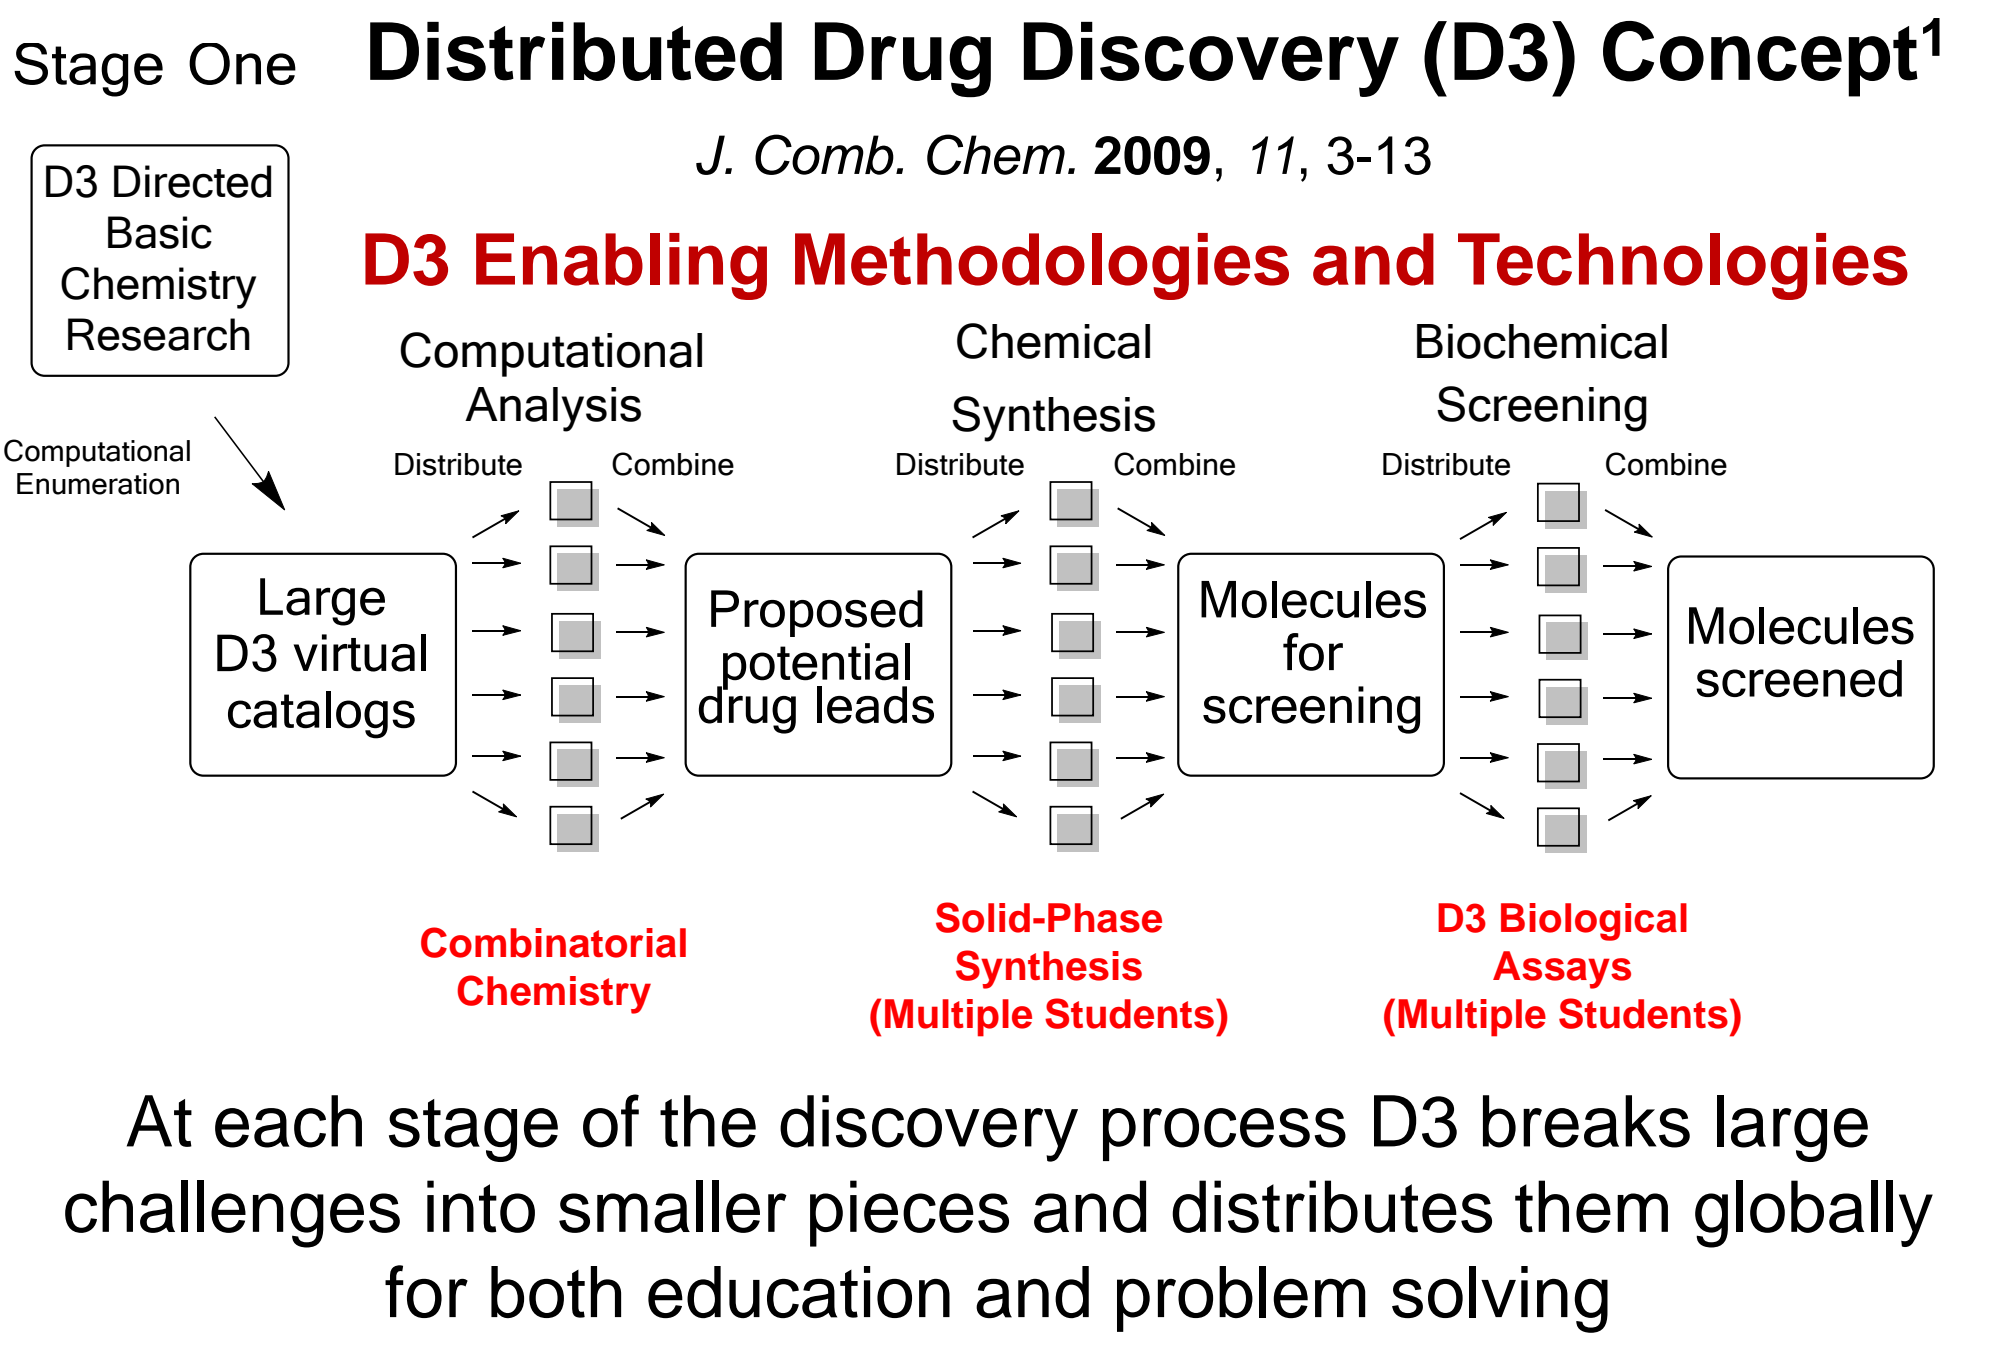 Stage One
Distributed Drug Discovery (D3) Concept¹
J. Comb. Chem. 2009, 11, 3-13
D3 Directed
Basic
Chemistry
Research
D3 Enabling Methodologies and Technologies
Computational
Analysis
Chemical
Synthesis
Biochemical
Screening
Computational
Enumeration
Distribute
Combine
Distribute
Combine
Distribute
Combine
Large
D3 virtual
catalogs
Proposed
potential
drug leads
Molecules
for
screening
Molecules
screened
Combinatorial
Chemistry
Solid-Phase
Synthesis
(Multiple Students)
D3 Biological
Assays
(Multiple Students)
At each stage of the discovery process D3 breaks large
challenges into smaller pieces and distributes them globally
for both education and problem solving